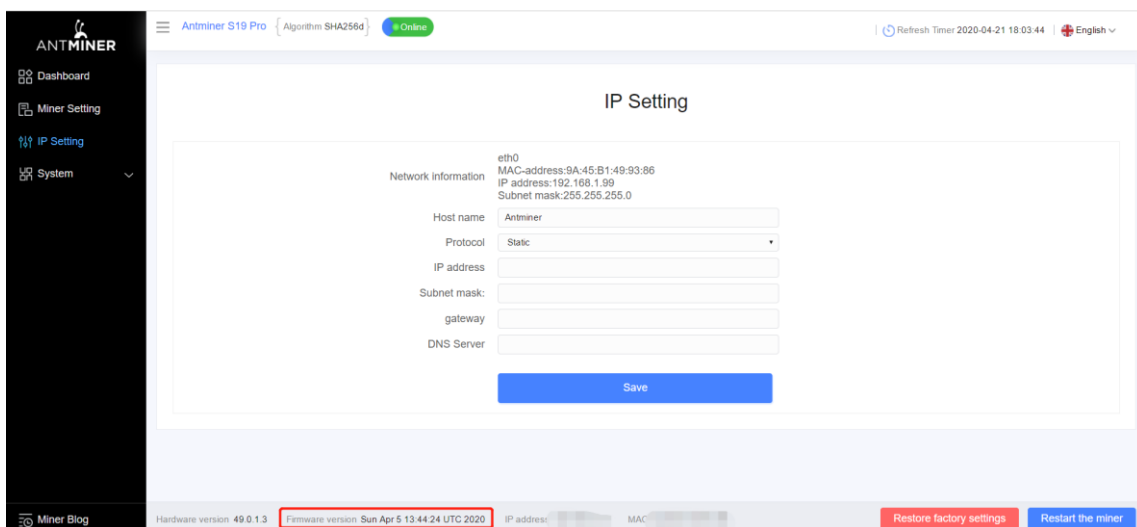 ANTMINER
Antminer S19 Pro { Algorithm SHA256d } Online
Refresh Timer 2020-04-21 18:03:44 English
Dashboard
Miner Setting
IP Setting
System
IP Setting
Network information
eth0
MAC-address:9A:45:B1:49:93:86
IP address:192.168.1.99
Subnet mask:255.255.255.0
Host name Antminer
Protocol Static
IP address
Subnet mask:
gateway
DNS Server
Save
Miner Blog
Hardware version 49.0.1.3 Firmware version Sun Apr 5 13:44:24 UTC 2020 IP address MAC
Restore factory settings Restart the miner